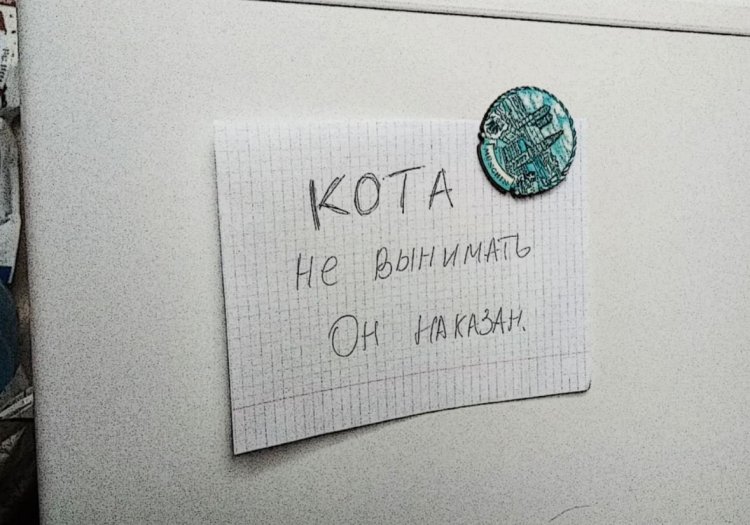 КОТА
не вынимать
Он наказан.